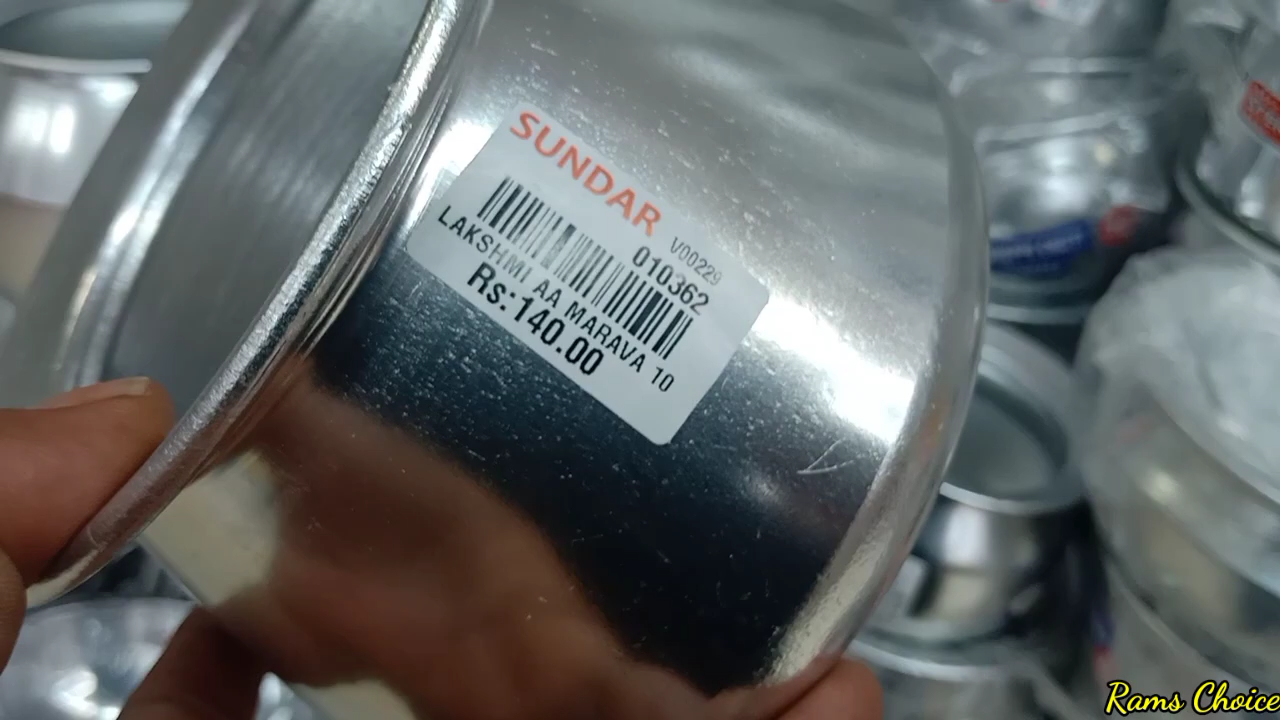 SUNDAR
V00229
010362
LAKSHMI AA MARAVA 10
Rs:140.00
Rams Choice